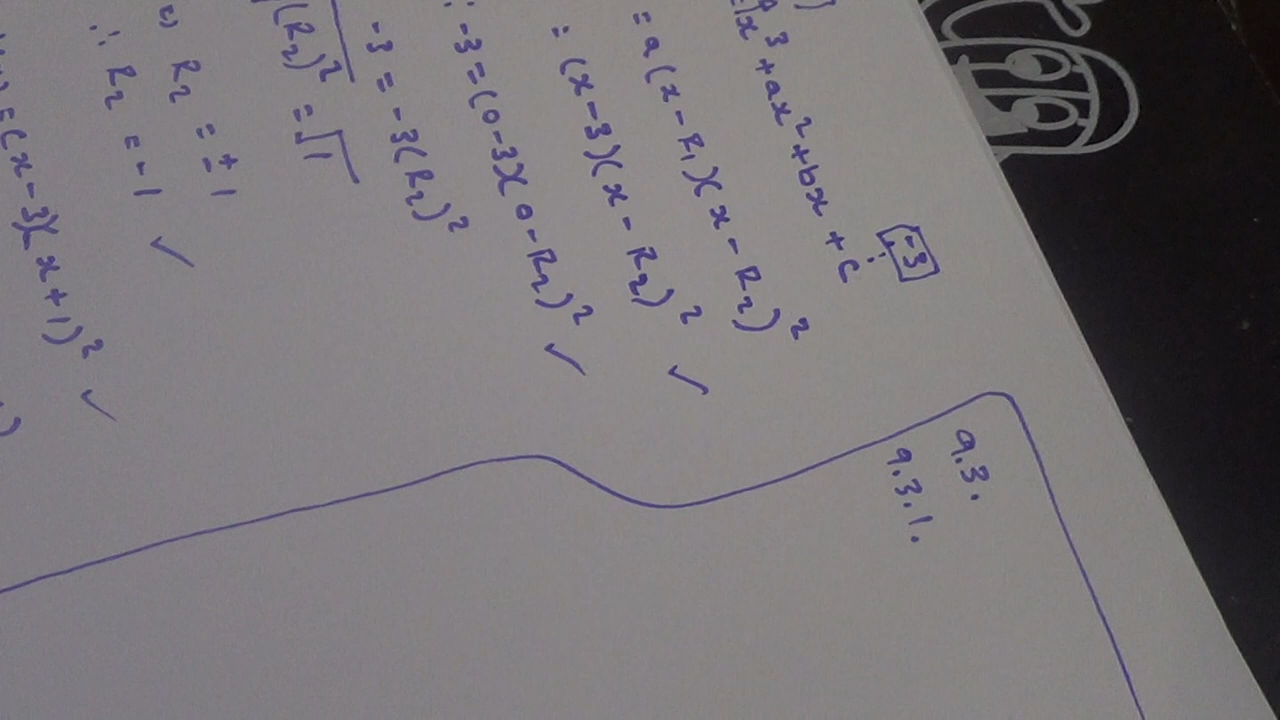 x³ + ax² + bx + c ∴ -3
= a(x - R₁)(x - R₂)²
= (x - 3)(x - R₂)² ✓
-3 = (0 - 3)(0 - R₂)² ✓
-3 = -3(R₂)²
(R₂)² = √1
R₂ = ± 1
∴ R₂ = -1 ✓
= (x - 3)(x + 1)² ✓
9.3.
9.3.1.